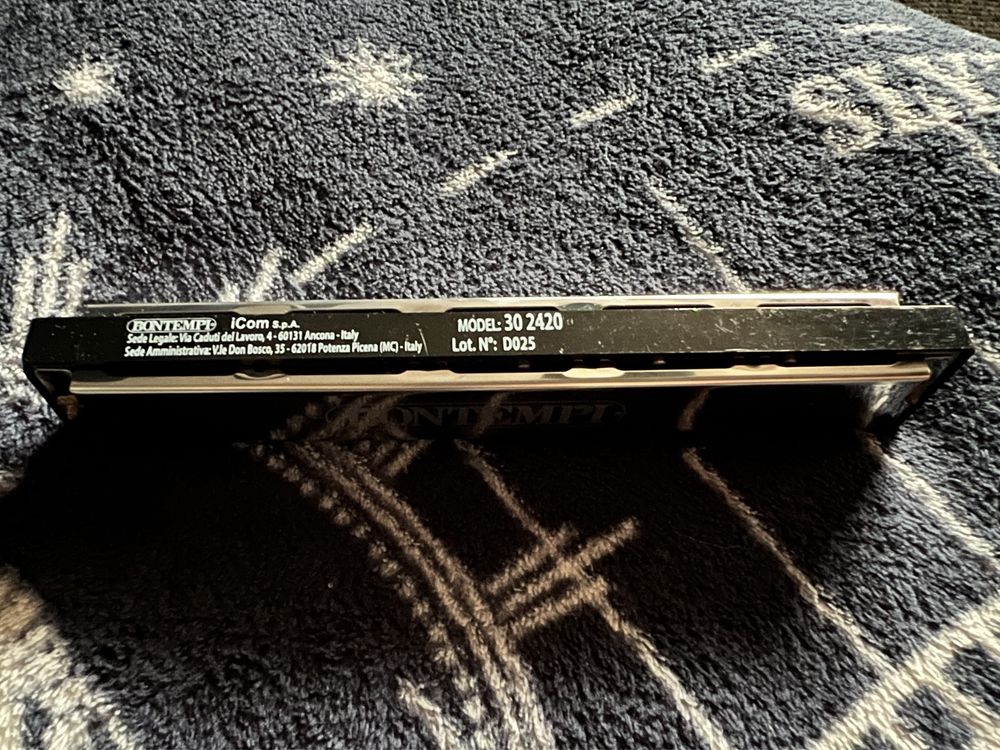 BONTEMPI iCom S.p.A.
Sede Legale: Via Caduti del Lavoro, 4 - 60131 Ancona - Italy
Sede Amministrativa: V.le Don Bosco, 35 - 62018 Potenza Picena (MC) - Italy
MODEL: 30 2420
Lot. N°: D025
BONTEMPI